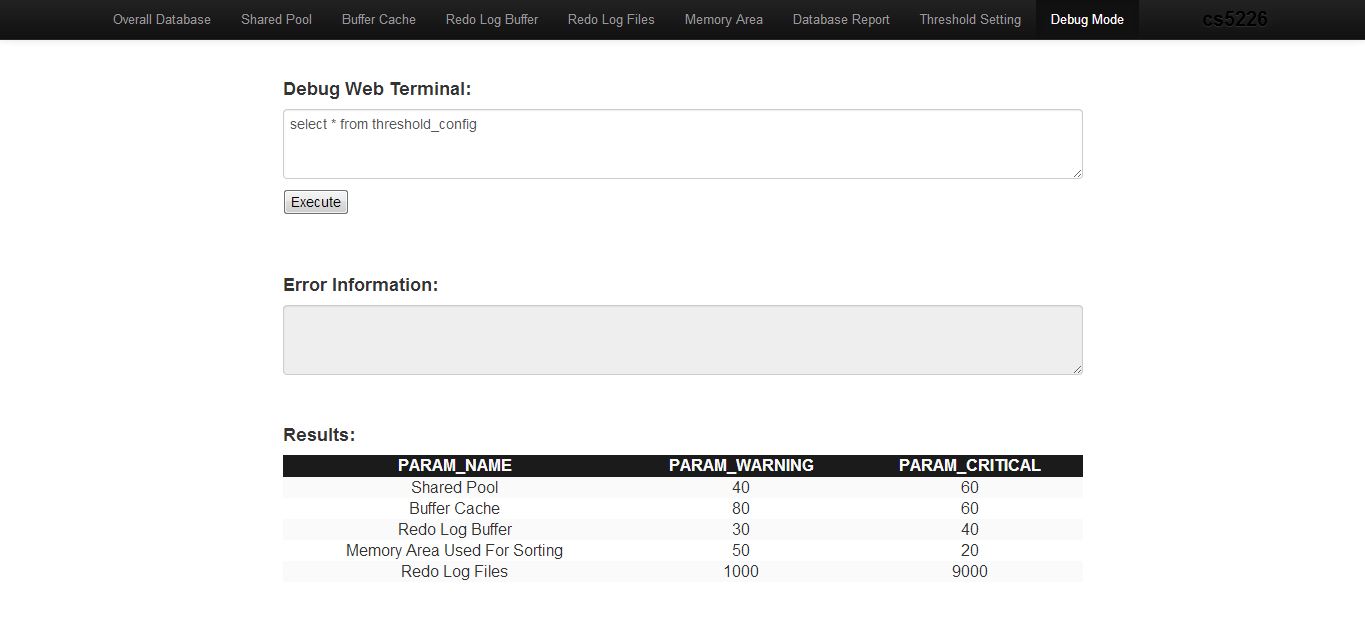 Overall Database Shared Pool Buffer Cache Redo Log Buffer Redo Log Files Memory Area Database Report Threshold Setting Debug Mode cs5226
Debug Web Terminal:
select * from threshold_config
Execute
Error Information:
Results:
PARAM_NAME PARAM_WARNING PARAM_CRITICAL
Shared Pool 40 60
Buffer Cache 80 60
Redo Log Buffer 30 40
Memory Area Used For Sorting 50 20
Redo Log Files 1000 9000